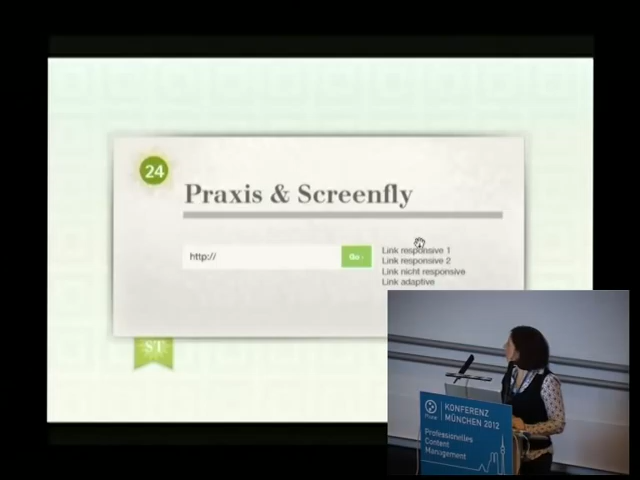 24
Praxis & Screenfly
http://
Go ›
Link responsive 1
Link responsive 2
Link nicht responsive
Link adaptive
ST
Plone
KONFERENZ
MÜNCHEN 2012
Professionelles
Content
Management